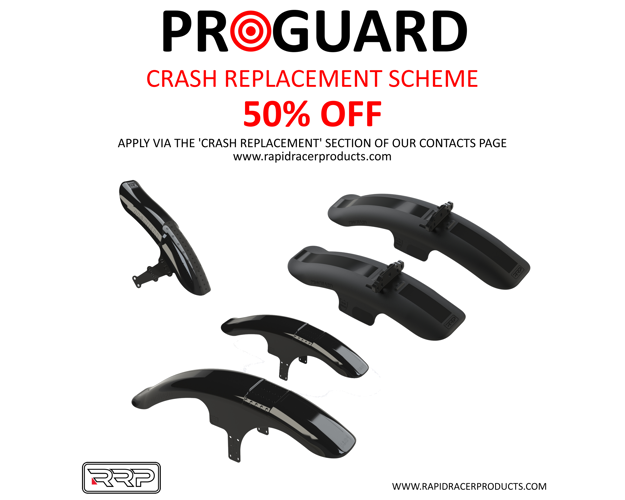 PROGUARD
CRASH REPLACEMENT SCHEME
50% OFF
APPLY VIA THE 'CRASH REPLACEMENT' SECTION OF OUR CONTACTS PAGE
www.rapidracerproducts.com
RRP
WWW.RAPIDRACERPRODUCTS.COM